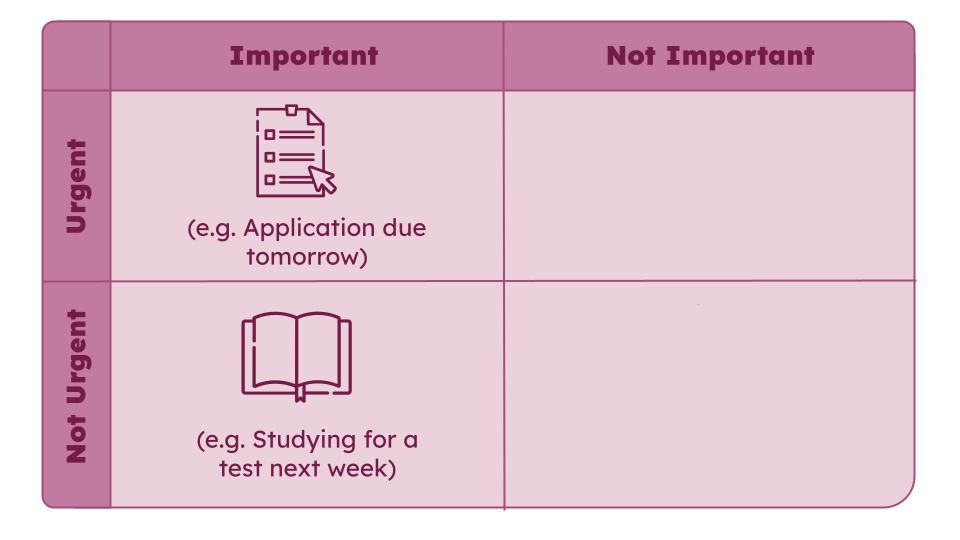 Important
Not Important
Urgent
(e.g. Application due
tomorrow)
Not Urgent
(e.g. Studying for a
test next week)